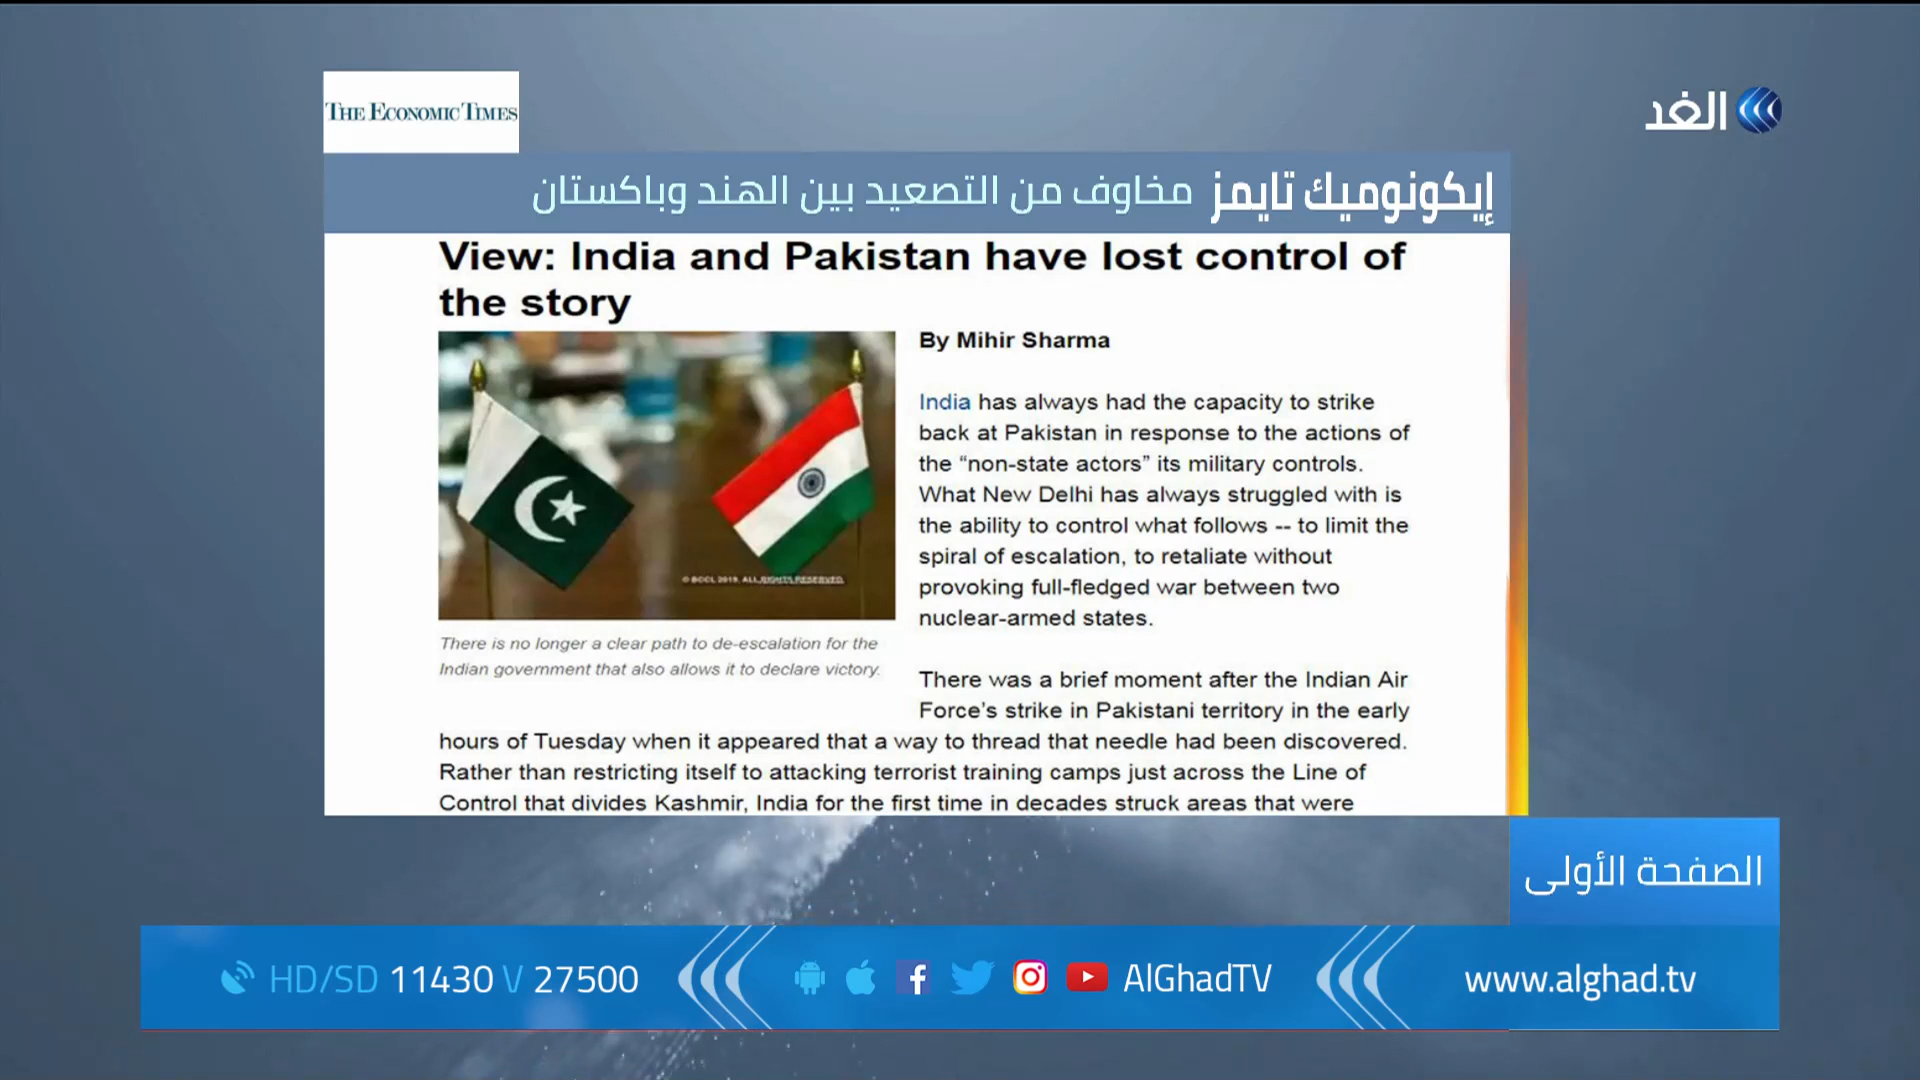 THE ECONOMIC TIMES
الغد
إيكونوميك تايمز مخاوف من التصعيد بين الهند وباكستان
View: India and Pakistan have lost control of
the story
© BCCL 2019. ALL RIGHTS RESERVED.
There is no longer a clear path to de-escalation for the
Indian government that also allows it to declare victory.
By Mihir Sharma
India has always had the capacity to strike
back at Pakistan in response to the actions of
the “non-state actors” its military controls.
What New Delhi has always struggled with is
the ability to control what follows -- to limit the
spiral of escalation, to retaliate without
provoking full-fledged war between two
nuclear-armed states.
There was a brief moment after the Indian Air
Force’s strike in Pakistani territory in the early
hours of Tuesday when it appeared that a way to thread that needle had been discovered.
Rather than restricting itself to attacking terrorist training camps just across the Line of
Control that divides Kashmir, India for the first time in decades struck areas that were
الصفحة الأولى
HD/SD 11430 V 27500
AlGhadTV
www.alghad.tv